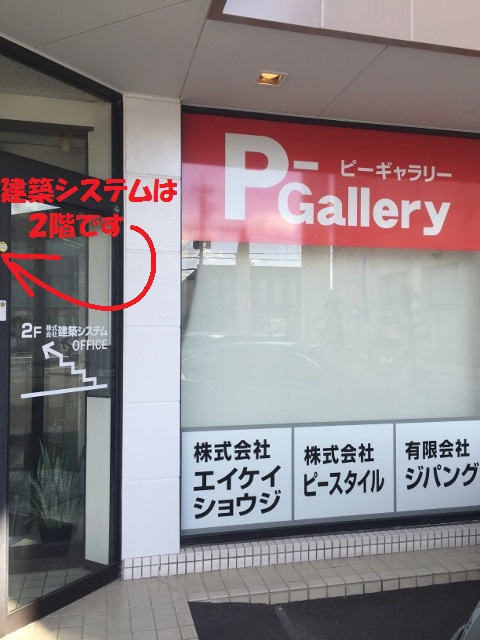 建築システムは
2階です
P-Gallery
ピーギャラリー
2F 株式会社建築システム
OFFICE
株式会社
エイケイ
ショウジ
株式会社
ピースタイル
有限会社
ジパング